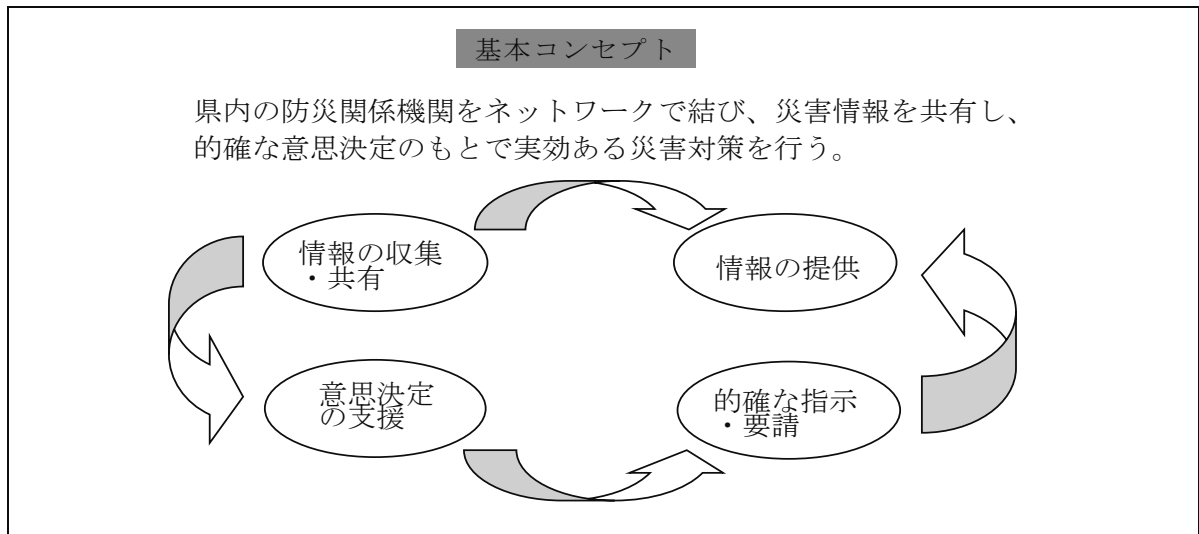 基本コンセプト
県内の防災関係機関をネットワークで結び、災害情報を共有し、
的確な意思決定のもとで実効ある災害対策を行う。
情報の収集
・共有
情報の提供
意思決定
の支援
的確な指示
・要請